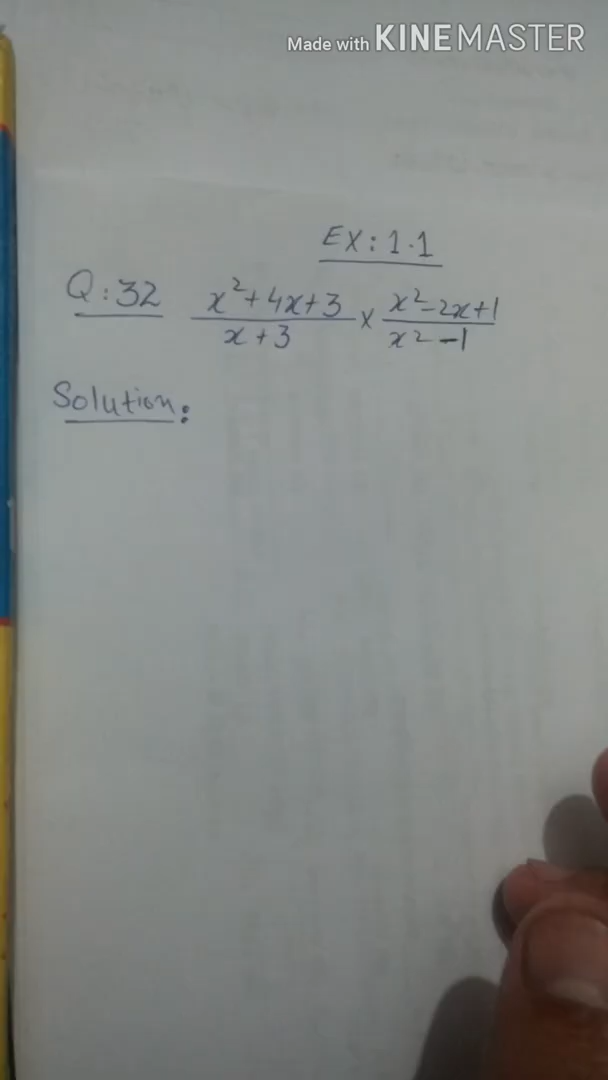 Made with KINEMASTER
EX: 1.1
Q:32 x²+4x+3 / x+3 × x²-2x+1 / x²-1
Solution: